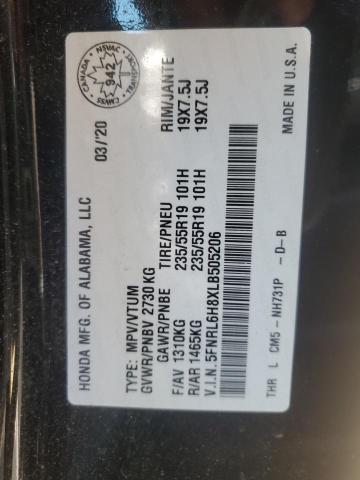 HONDA MFG. OF ALABAMA, LLC 03/'20
CANADA NSVAC
942
CMVSS TRANSPORT
TYPE: MPV/VTUM
GVWR/PNBV 2730 KG
GAWR/PNBE TIRE/PNEU RIM/JANTE
F/AV 1310KG 235/55R19 101H 19X7.5J
R/AR 1465KG 235/55R19 101H 19X7.5J
V.I.N. 5FNRL6H8XLB505206
MADE IN U.S.A.
THR L CM5 - NH731P - D-B